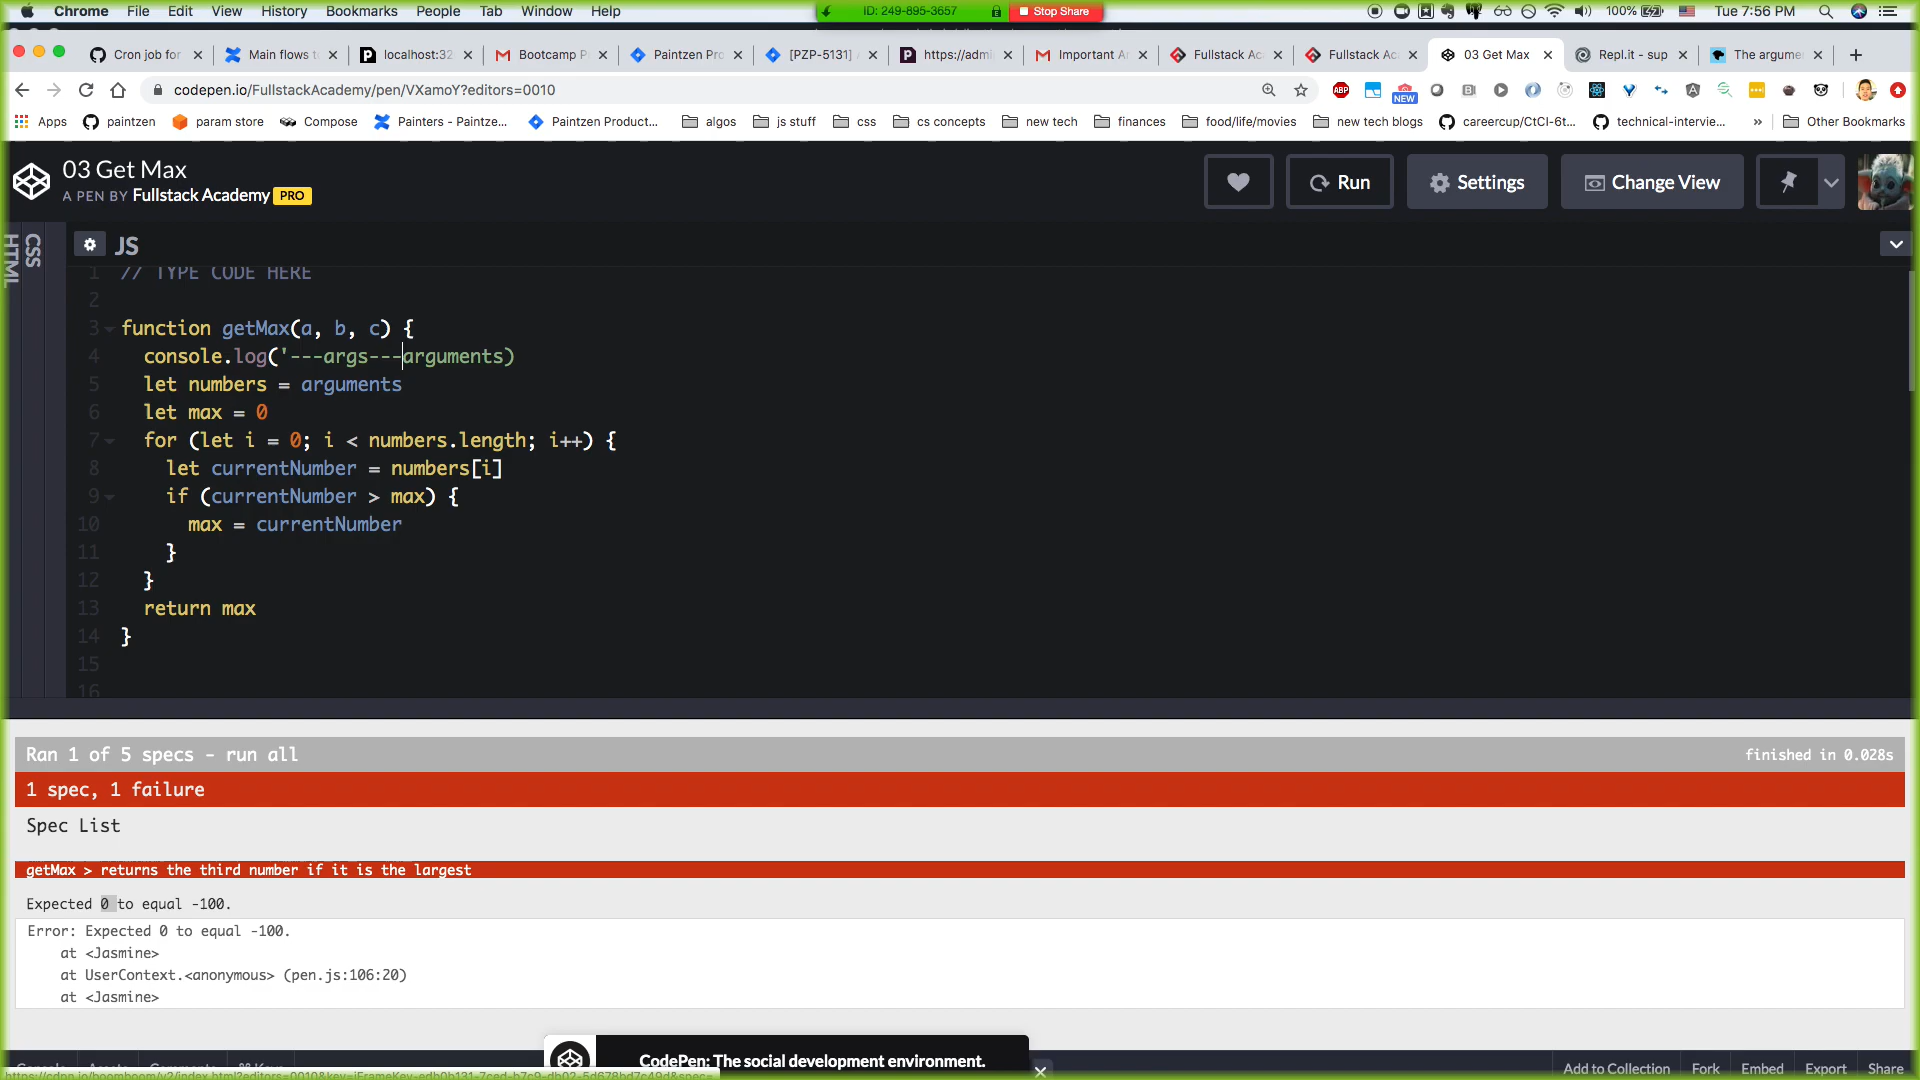 Chrome File Edit View History Bookmarks People Tab Window Help ID: 249-895-3657 Stop Share 100% Tue 7:56 PM
Cron job for Main flows t localhost:32 Bootcamp P Paintzen Pro [PZP-5131] A https://admi Important Ar Fullstack Ac Fullstack Ac 03 Get Max Repl.it - sup The argume
codepen.io/FullstackAcademy/pen/VXamoY?editors=0010 ABP NEW
Apps paintzen param store Compose Painters - Paintze... Paintzen Product... algos js stuff css cs concepts new tech finances food/life/movies new tech blogs careercup/CtCI-6t... technical-intervie... » Other Bookmarks
03 Get Max
A PEN BY Fullstack Academy PRO
Run Settings Change View
HTML
CSS
JS
1 // TYPE CODE HERE
2
3 function getMax(a, b, c) {
4 console.log('---args---arguments)
5 let numbers = arguments
6 let max = 0
7 for (let i = 0; i < numbers.length; i++) {
8 let currentNumber = numbers[i]
9 if (currentNumber > max) {
10 max = currentNumber
11 }
12 }
13 return max
14 }
15
16
Ran 1 of 5 specs - run all finished in 0.028s
1 spec, 1 failure
Spec List
getMax > returns the third number if it is the largest
Expected 0 to equal -100.
Error: Expected 0 to equal -100.
at <Jasmine>
at UserContext.<anonymous> (pen.js:106:20)
at <Jasmine>
CodePen: The social development environment.
Add to Collection Fork Embed Export Share